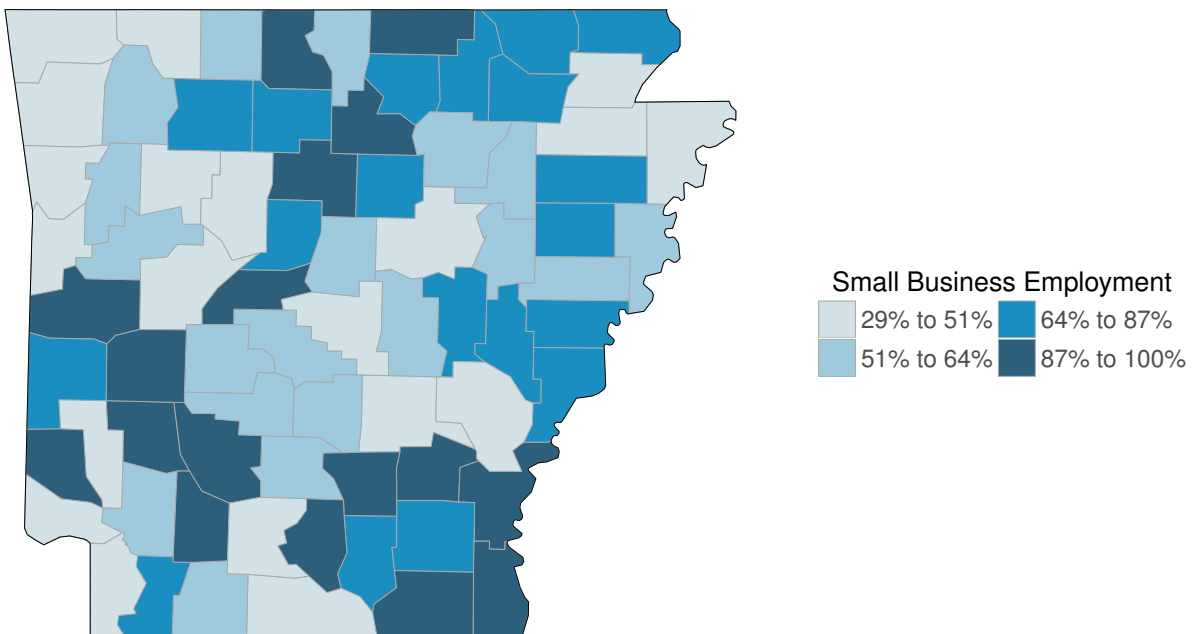 Small Business Employment
29% to 51% 64% to 87%
51% to 64% 87% to 100%